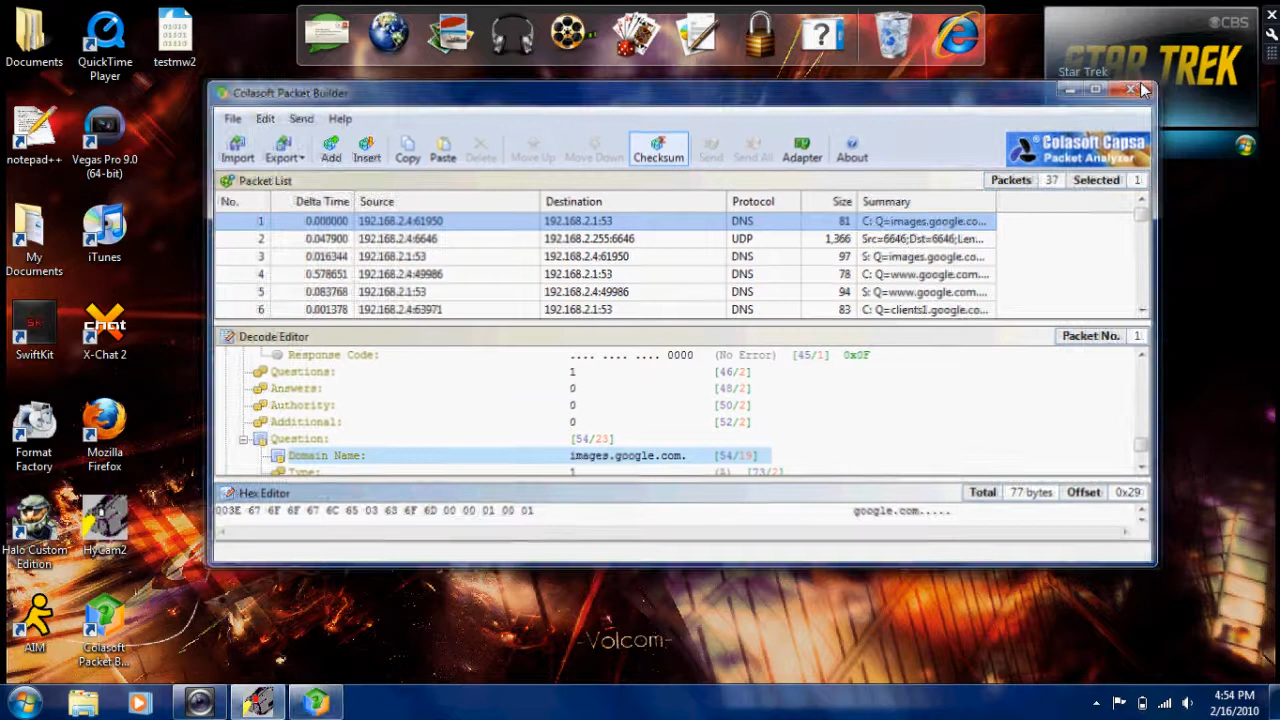 Documents
QuickTime
Player
01010
01011
0101
testmw2
CBS
STAR TREK
Star Trek
Colasoft Packet Builder
File Edit Send Help
Import Export Add Insert Copy Paste Delete Move Up Move Down Checksum Send Send All Adapter About
Colasoft Capsa
Packet Analyzer
Packet List Packets 37 Selected 1
No. Delta Time Source Destination Protocol Size Summary
1 0.000000 192.168.2.4:61950 192.168.2.1:53 DNS 81 C: Q=images.google.co...
2 0.047900 192.168.2.4:6646 192.168.2.255:6646 UDP 1,366 Src=6646;Dst=6646;Len...
3 0.016344 192.168.2.1:53 192.168.2.4:61950 DNS 97 S: Q=images.google.co...
4 0.578651 192.168.2.4:49986 192.168.2.1:53 DNS 78 C: Q=www.google.com....
5 0.083768 192.168.2.1:53 192.168.2.4:49986 DNS 94 S: Q=www.google.com....
6 0.001378 192.168.2.4:63971 192.168.2.1:53 DNS 83 C: Q=clients1.google.co...
Decode Editor Packet No. 1
Response Code: .... .... .... 0000 (No Error) [45/1] 0x0F
Questions: 1 [46/2]
Answers: 0 [48/2]
Authority: 0 [50/2]
Additional: 0 [52/2]
Question: [54/23]
Domain Name: images.google.com. [54/19]
Type: 1 (A) [73/2]
Hex Editor Total 77 bytes Offset 0x29
003E 67 6F 6F 67 6C 65 03 63 6F 6D 00 00 01 00 01 google.com.....
notepad++
Vegas Pro 9.0
(64-bit)
My
Documents
iTunes
SwiftKit
chat
X-Chat 2
Format
Factory
Mozilla
Firefox
Halo Custom
Edition
HyCam2
AIM
Colasoft
Packet B...
-Volcom-
4:54 PM
2/16/2010